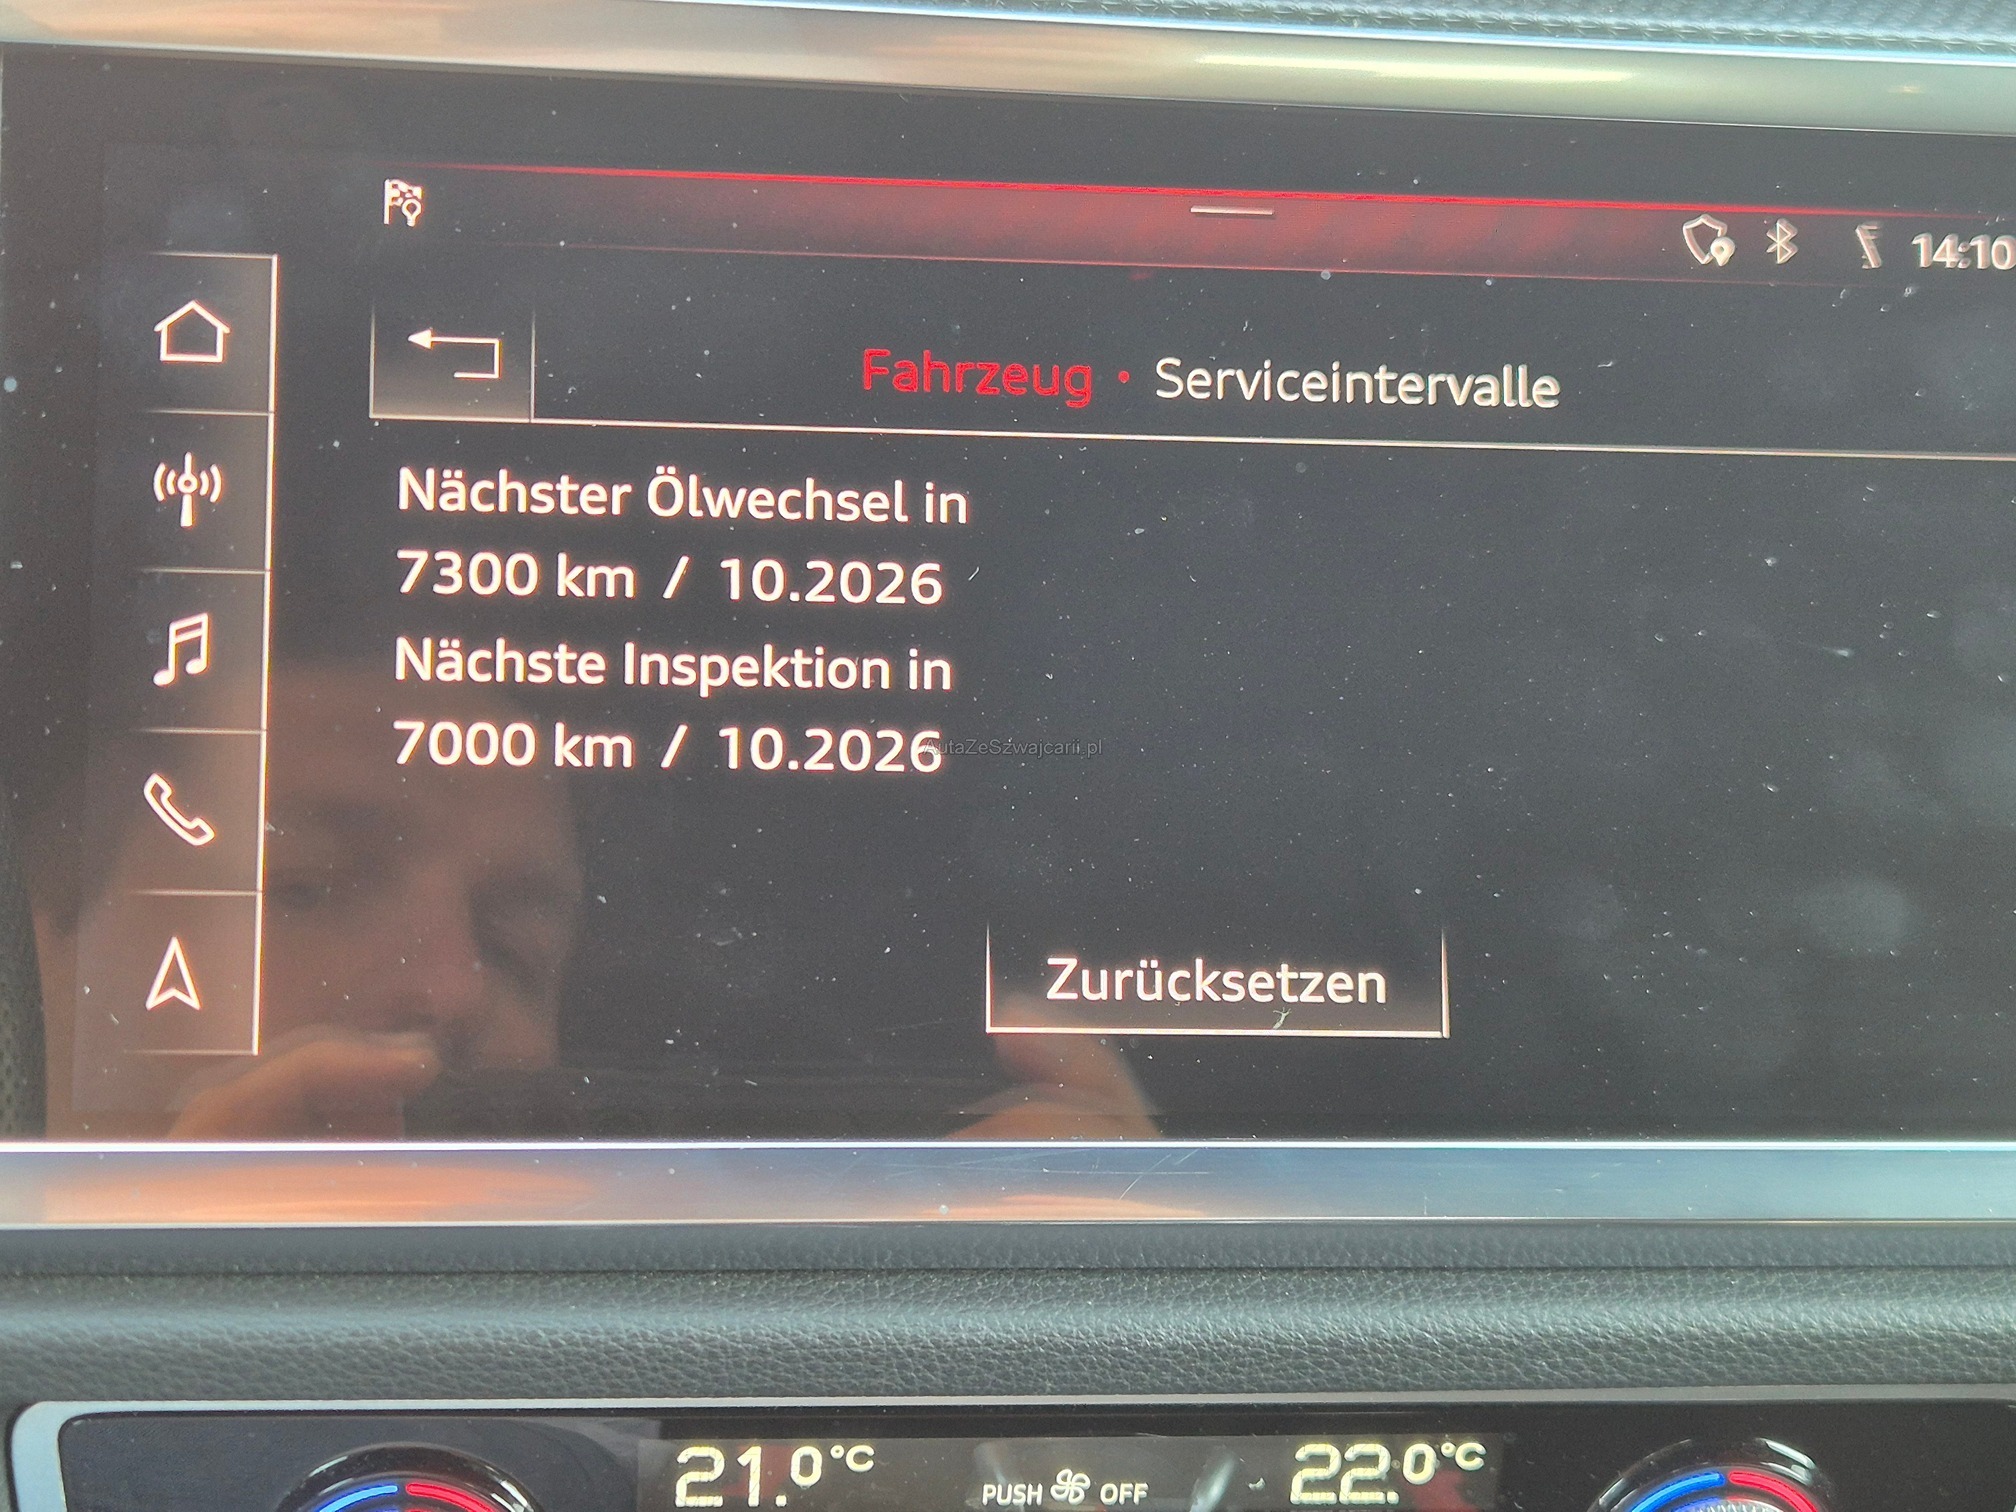 14:10
Fahrzeug • Serviceintervalle
Nächster Ölwechsel in
7300 km / 10.2026
Nächste Inspektion in
7000 km / 10.2026
AutaZeSzwajcarii.pl
Zurücksetzen
21.0°C PUSH OFF 22.0°C